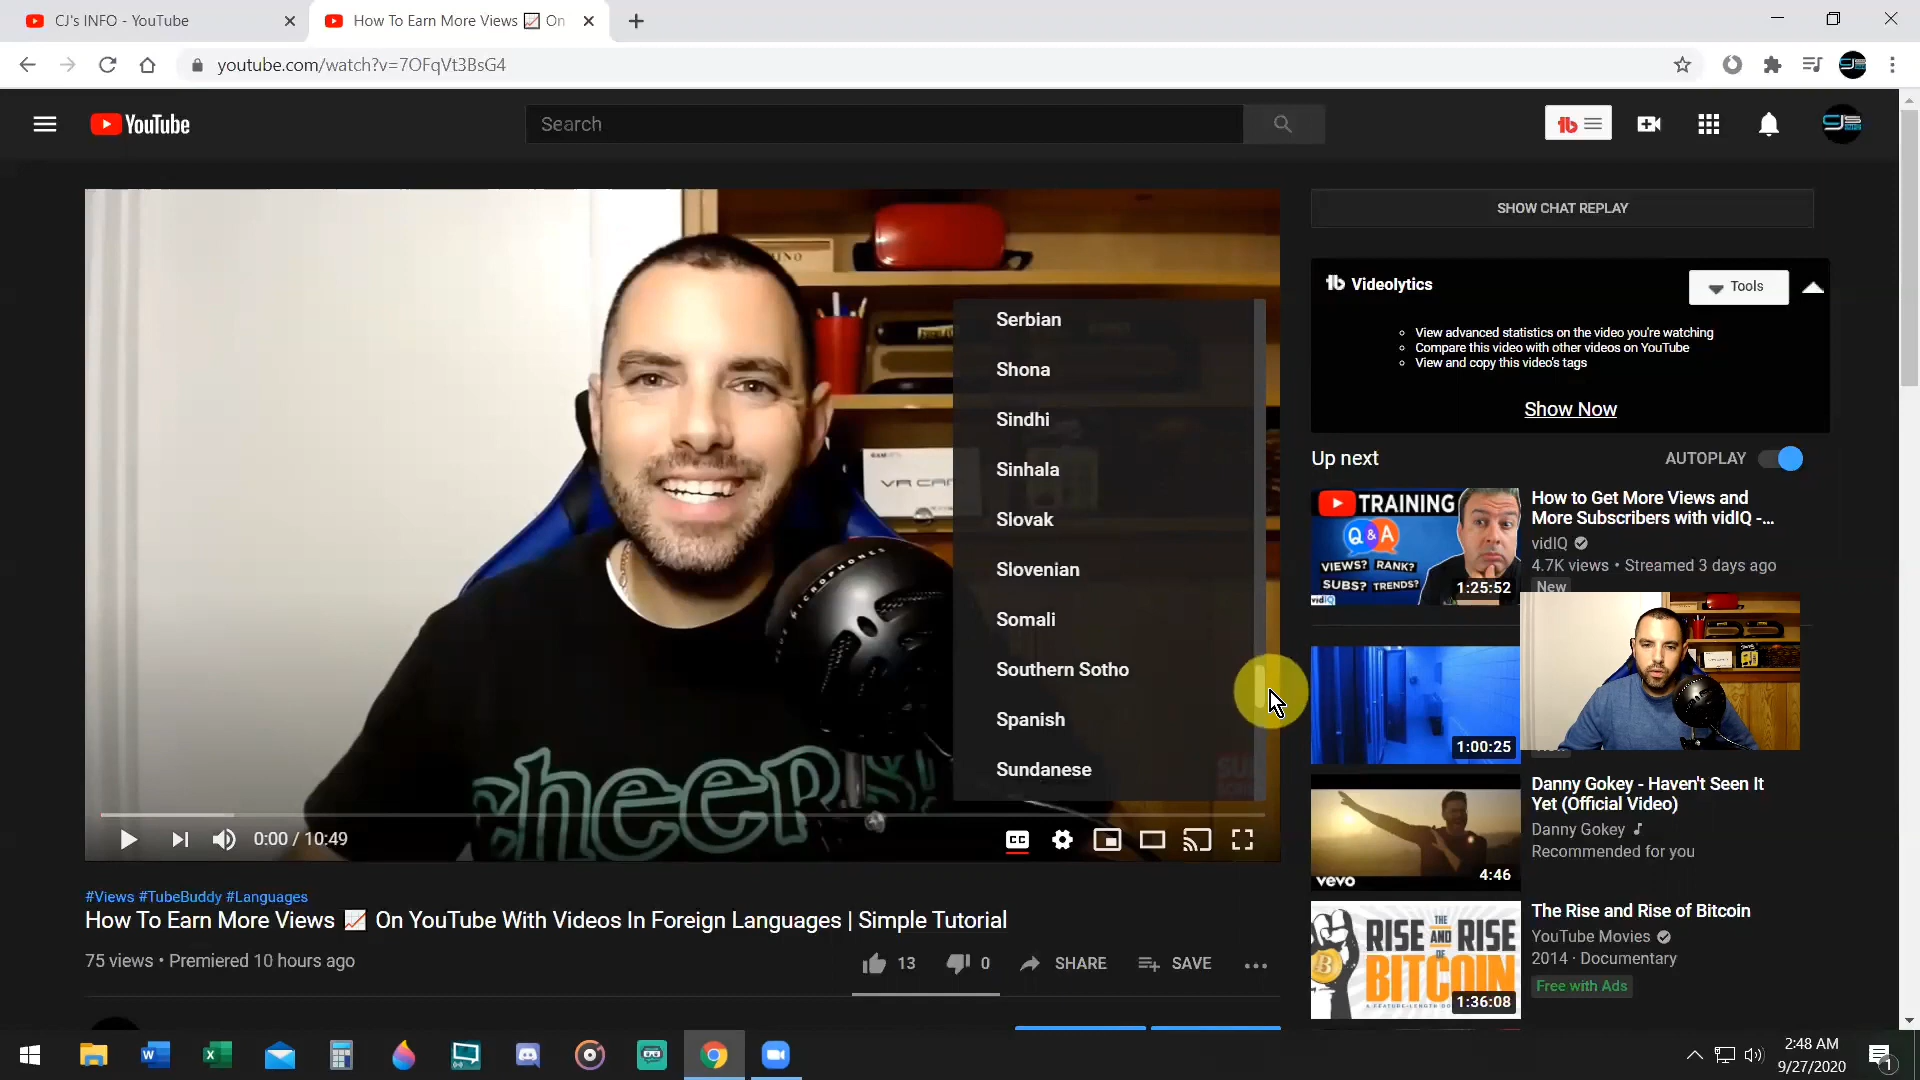 CJ's INFO - YouTube
How To Earn More Views 📈 On
youtube.com/watch?v=7OFqVt3BsG4
YouTube
Search
SHOW CHAT REPLAY
Videolytics
Tools
View advanced statistics on the video you're watching
Compare this video with other videos on YouTube
View and copy this video's tags
Show Now
Up next
AUTOPLAY
Serbian
Shona
Sindhi
Sinhala
Slovak
Slovenian
Somali
Southern Sotho
Spanish
Sundanese
VR
cheers
TRAINING
Q&A
VIEWS? RANK?
SUBS? TRENDS?
vidIQ
1:25:52
How to Get More Views and
More Subscribers with vidIQ -...
vidIQ
4.7K views • Streamed 3 days ago
New
1:00:25
vevo
4:46
Danny Gokey - Haven't Seen It
Yet (Official Video)
Danny Gokey
Recommended for you
THE
RISE AND RISE
OF
BITCOIN
1:36:08
The Rise and Rise of Bitcoin
YouTube Movies
2014 • Documentary
Free with Ads
0:00 / 10:49
CC
#Views #TubeBuddy #Languages
How To Earn More Views 📈 On YouTube With Videos In Foreign Languages | Simple Tutorial
75 views • Premiered 10 hours ago
13
0
SHARE
SAVE
2:48 AM
9/27/2020
1